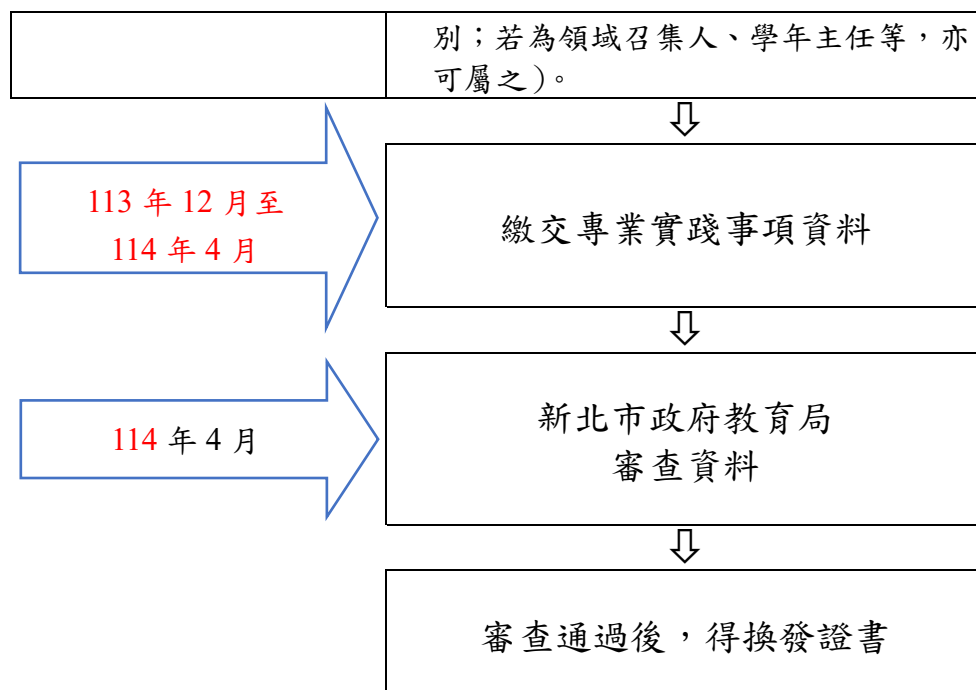 別；若為領域召集人、學年主任等，亦
可屬之)。
113 年 12 月至
114 年 4 月
繳交專業實踐事項資料
114 年 4 月
新北市政府教育局
審查資料
審查通過後，得換發證書